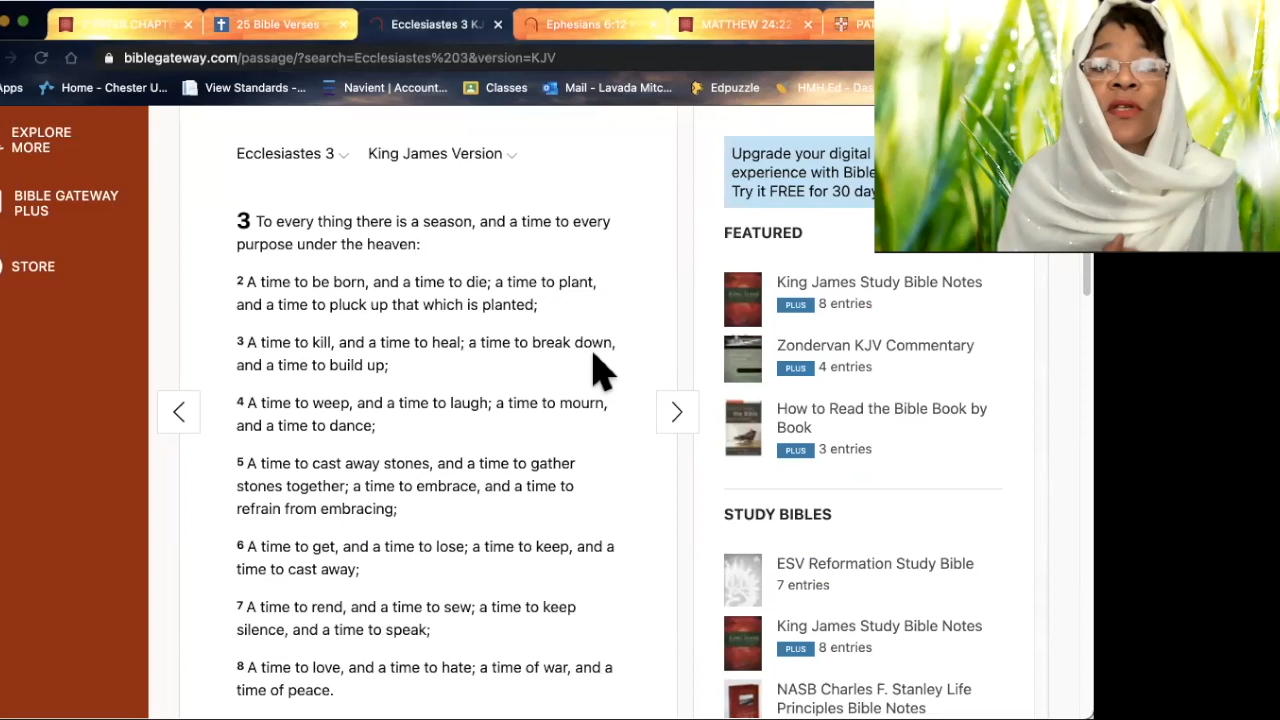 CHAPT
25 Bible Verses
Ecclesiastes 3 KJ
Ephesians 6:12
MATTHEW 24:22
biblegateway.com/passage/?search=Ecclesiastes%203&version=KJV
Apps
Home - Chester U...
View Standards -...
Navient | Account...
Classes
Mail - Lavada Mitc...
Edpuzzle
HMH Ed - Das
EXPLORE
MORE
BIBLE GATEWAY
PLUS
STORE
Ecclesiastes 3
King James Version
3 To every thing there is a season, and a time to every
purpose under the heaven:
2 A time to be born, and a time to die; a time to plant,
and a time to pluck up that which is planted;
3 A time to kill, and a time to heal; a time to break down,
and a time to build up;
4 A time to weep, and a time to laugh; a time to mourn,
and a time to dance;
5 A time to cast away stones, and a time to gather
stones together; a time to embrace, and a time to
refrain from embracing;
6 A time to get, and a time to lose; a time to keep, and a
time to cast away;
7 A time to rend, and a time to sew; a time to keep
silence, and a time to speak;
8 A time to love, and a time to hate; a time of war, and a
time of peace.
Upgrade your digital
experience with Bible
Try it FREE for 30 day
FEATURED
King James Study Bible Notes
PLUS 8 entries
Zondervan KJV Commentary
PLUS 4 entries
How to Read the Bible Book by
Book
PLUS 3 entries
STUDY BIBLES
ESV Reformation Study Bible
7 entries
King James Study Bible Notes
PLUS 8 entries
NASB Charles F. Stanley Life
Principles Bible Notes